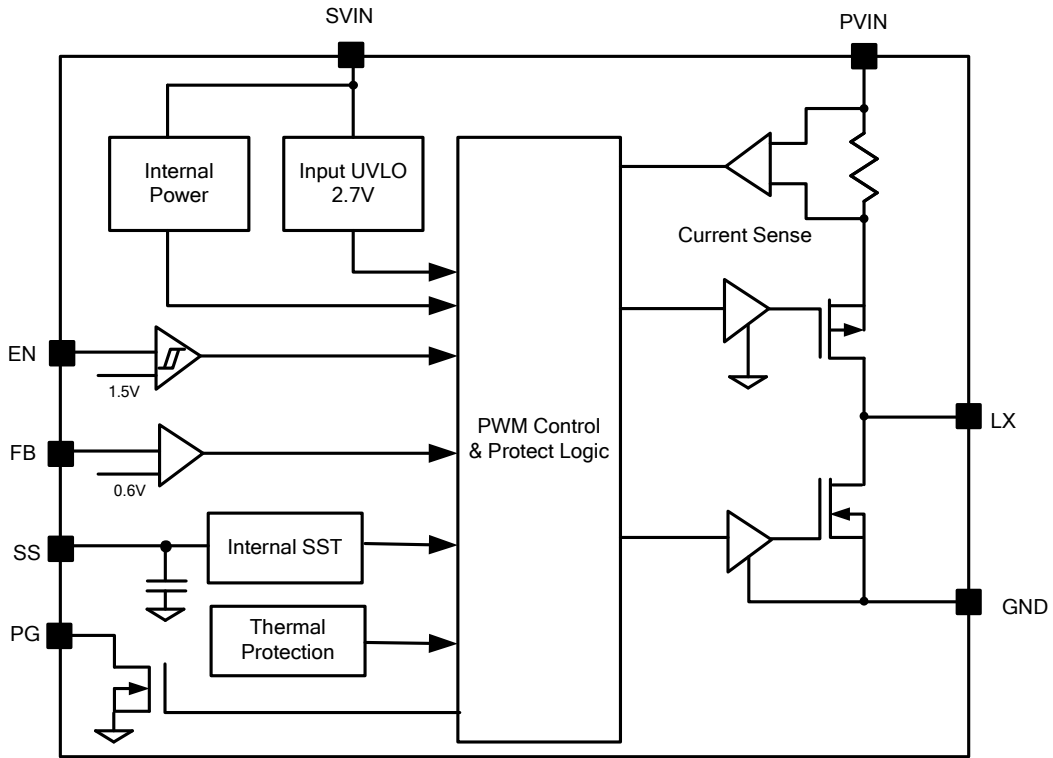 SVIN
PVIN
Internal
Power
Input UVLO
2.7V
Current Sense
EN
1.5V
PWM Control
& Protect Logic
LX
FB
0.6V
SS
Internal SST
GND
PG
Thermal
Protection